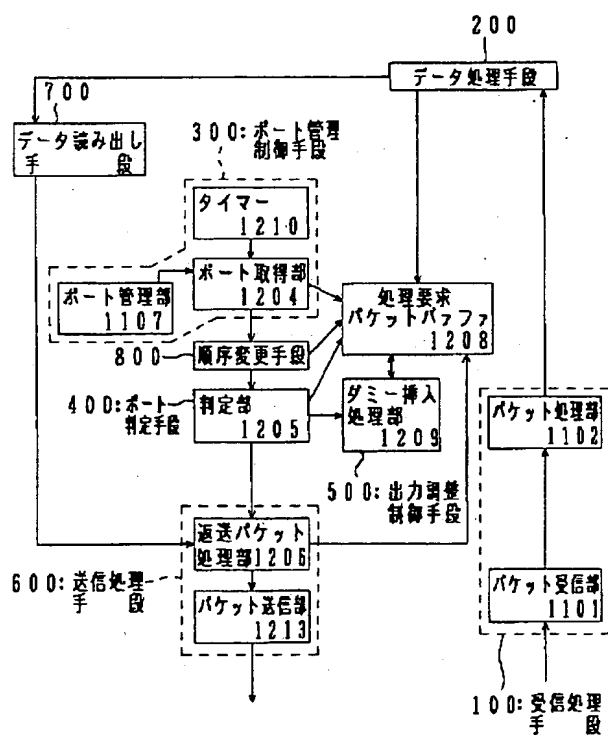 200
データ処理手段
700
データ読み出し
手　　段
300:ポート管理
制御手段
タイマー
1210
ポート取得部
1204
ポート管理部
1107
処理要求
パケットバァファ
1208
800
順序変更手段
400:ポート
判定手段
判定部
1205
ダミー挿入
処理部
1209
500:出力調整
制御手段
パケット処理部
1102
返送パケット
処理部1206
600:送信処理
手　　段
パケット送信部
1213
パケット受信部
1101
100:受信処理
手　　段